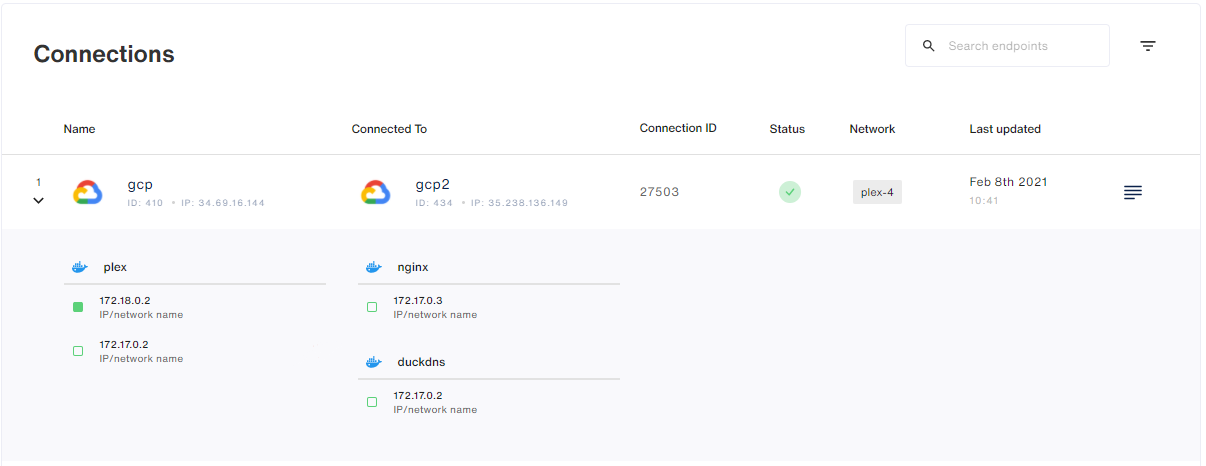 Connections
Search endpoints
Name Connected To Connection ID Status Network Last updated
1
gcp gcp2 27503 plex-4 Feb 8th 2021
ID: 410 • IP: 34.69.16.144 ID: 434 • IP: 35.238.136.149 10:41
plex nginx
172.18.0.2 172.17.0.3
IP/network name IP/network name
172.17.0.2
IP/network name
duckdns
172.17.0.2
IP/network name